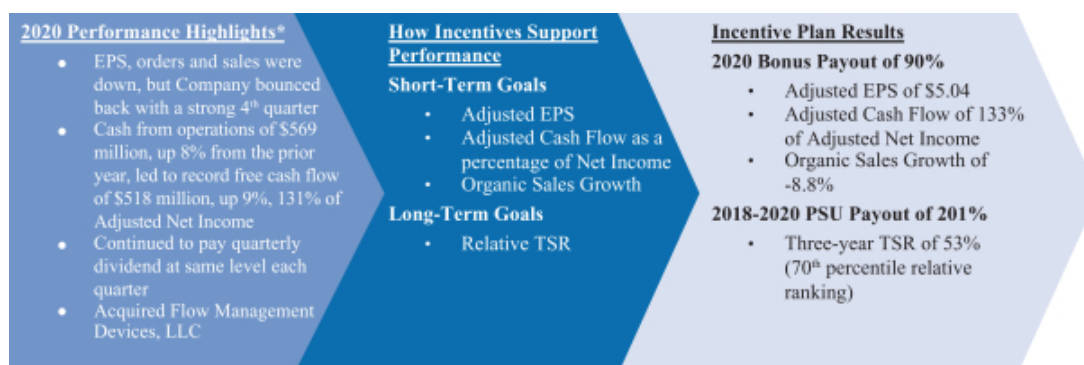 2020 Performance Highlights*
• EPS, orders and sales were
down, but Company bounced
back with a strong 4th quarter
• Cash from operations of $569
million, up 8% from the prior
year, led to record free cash flow
of $518 million, up 9%, 131% of
Adjusted Net Income
• Continued to pay quarterly
dividend at same level each
quarter
• Acquired Flow Management
Devices, LLC
How Incentives Support
Performance
Short-Term Goals
• Adjusted EPS
• Adjusted Cash Flow as a
percentage of Net Income
• Organic Sales Growth
Long-Term Goals
• Relative TSR
Incentive Plan Results
2020 Bonus Payout of 90%
• Adjusted EPS of $5.04
• Adjusted Cash Flow of 133%
of Adjusted Net Income
• Organic Sales Growth of
-8.8%
2018-2020 PSU Payout of 201%
• Three-year TSR of 53%
(70th percentile relative
ranking)